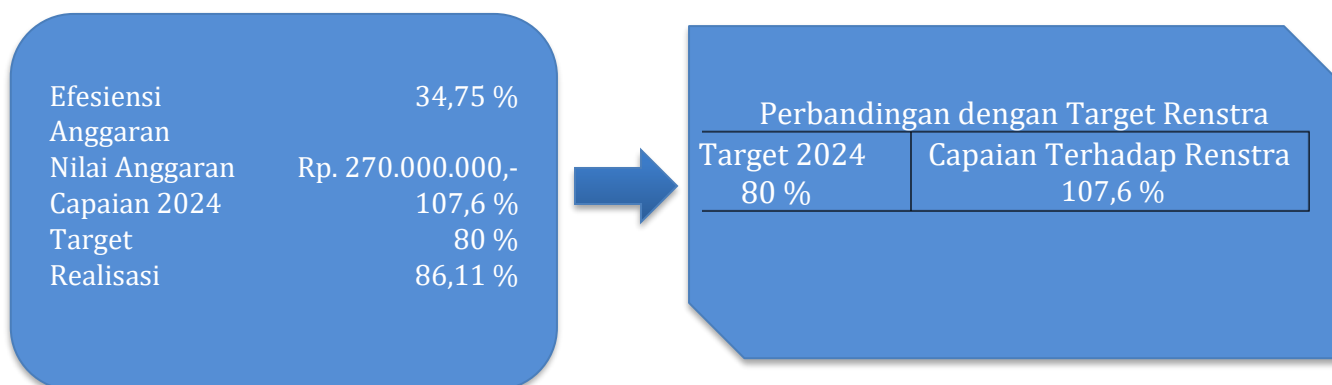 Efesiensi 34,75 %
Anggaran
Nilai Anggaran Rp. 270.000.000,-
Capaian 2024 107,6 %
Target 80 %
Realisasi 86,11 %
Perbandingan dengan Target Renstra
Target 2024 Capaian Terhadap Renstra
80 % 107,6 %